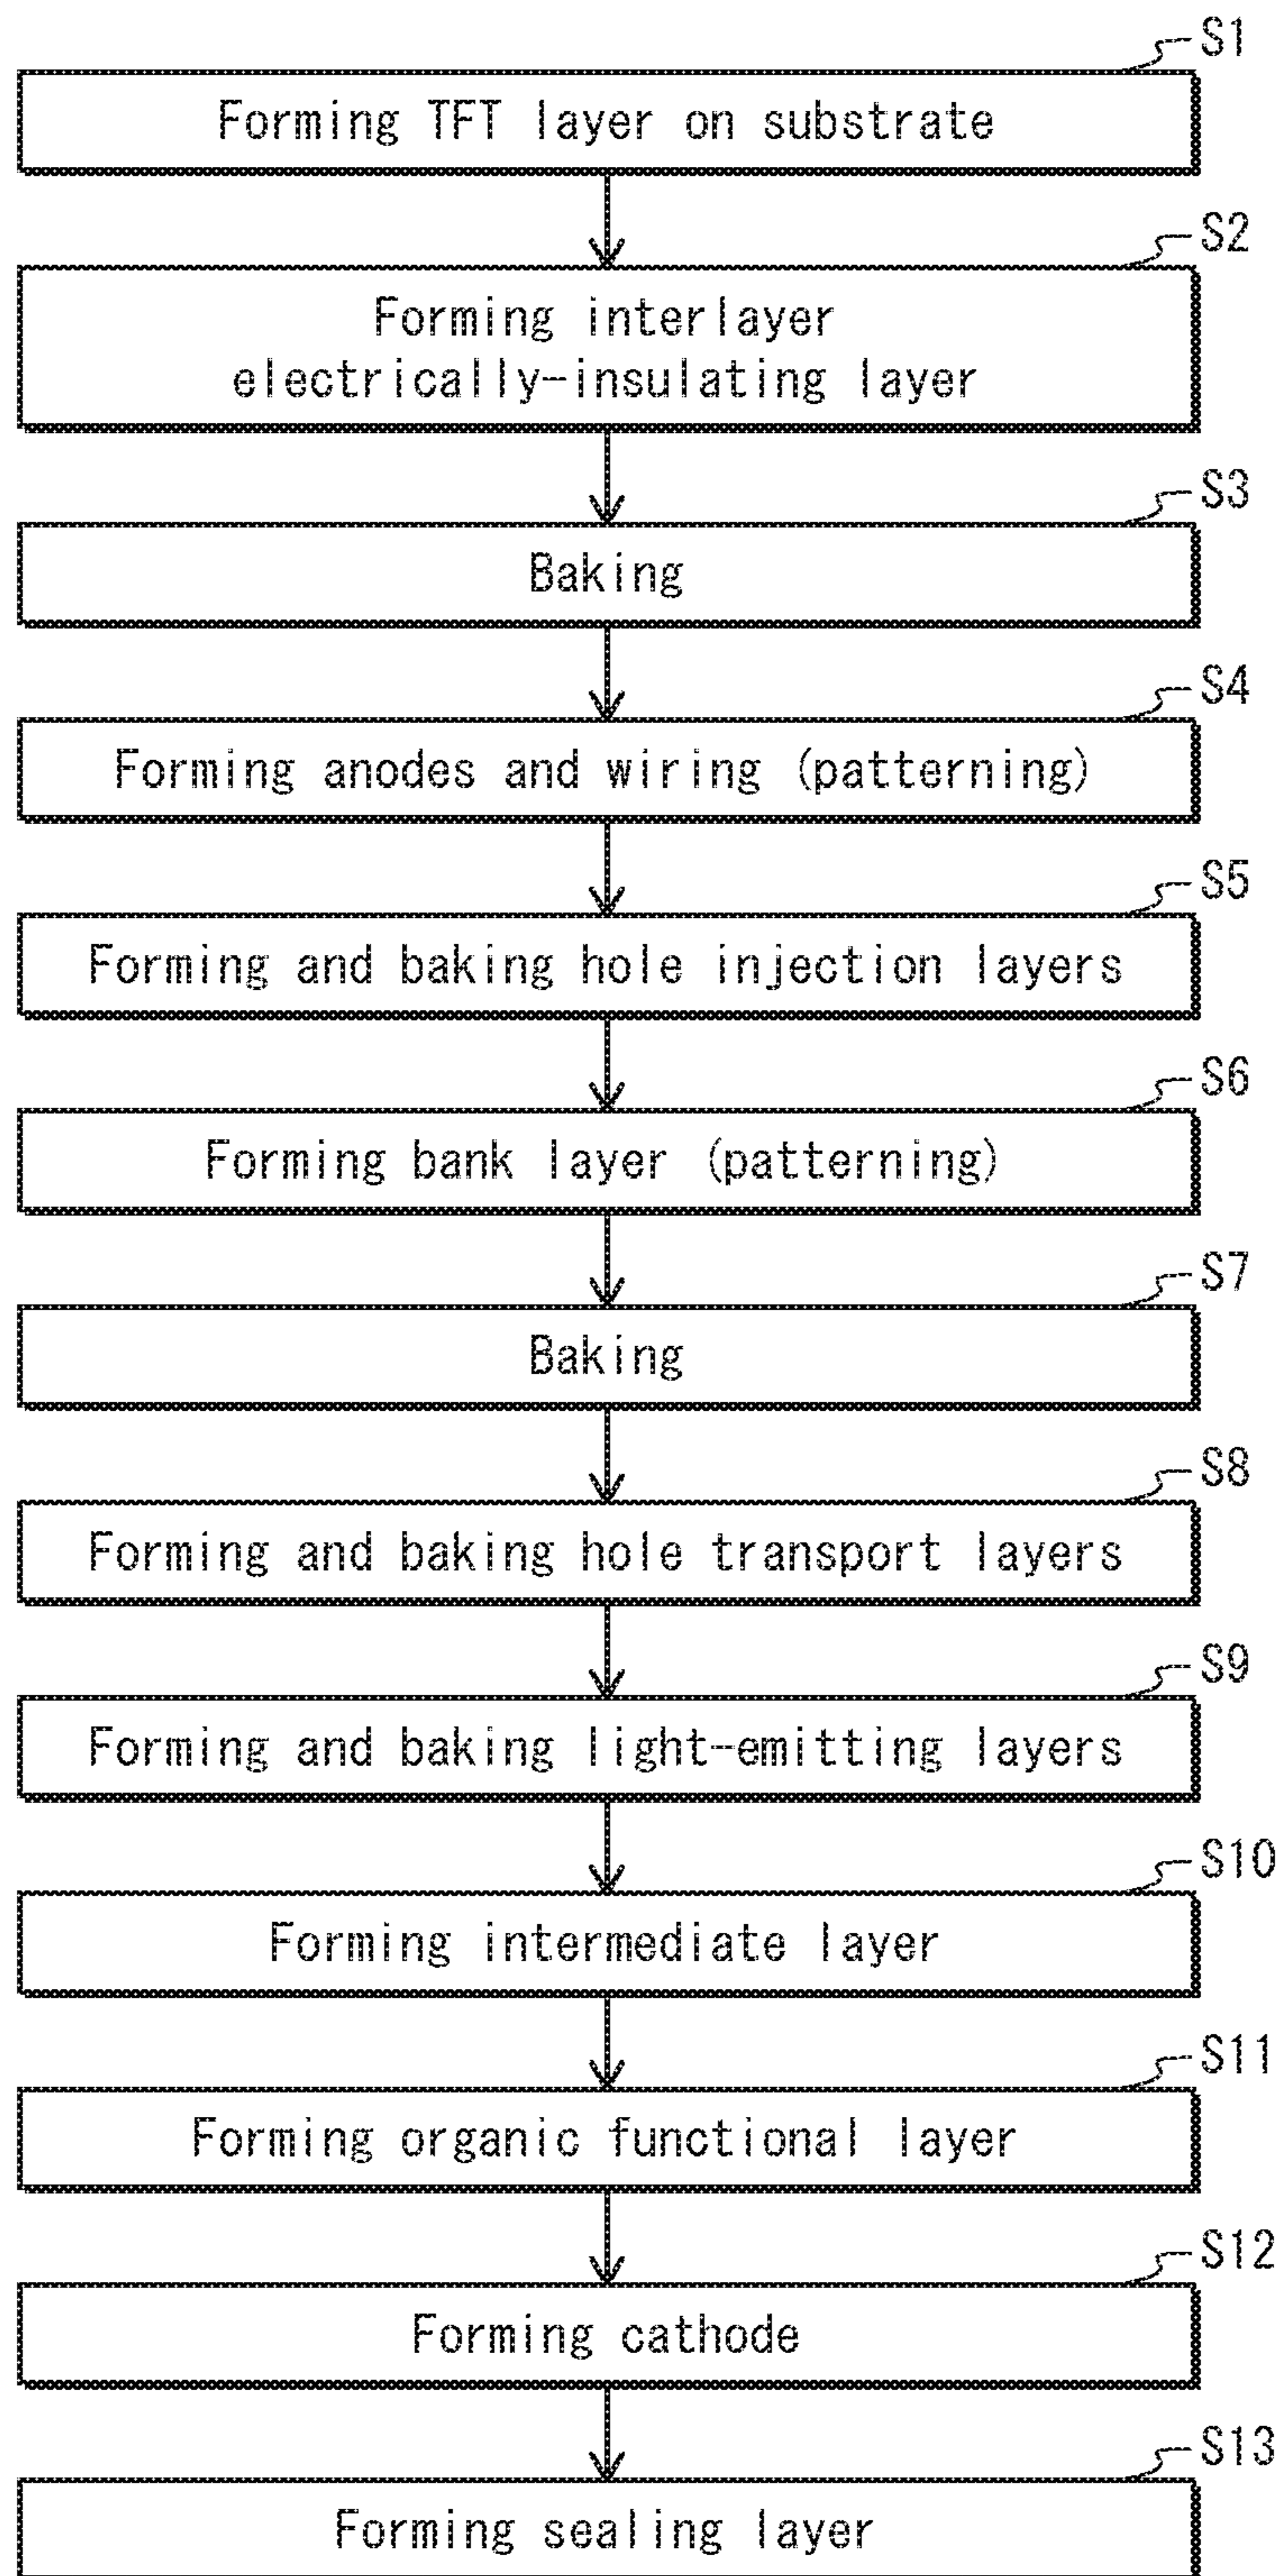 S1
Forming TFT layer on substrate
S2
Forming interlayer
electrically-insulating layer
S3
Baking
S4
Forming anodes and wiring (patterning)
S5
Forming and baking hole injection layers
S6
Forming bank layer (patterning)
S7
Baking
S8
Forming and baking hole transport layers
S9
Forming and baking light-emitting layers
S10
Forming intermediate layer
S11
Forming organic functional layer
S12
Forming cathode
S13
Forming sealing layer